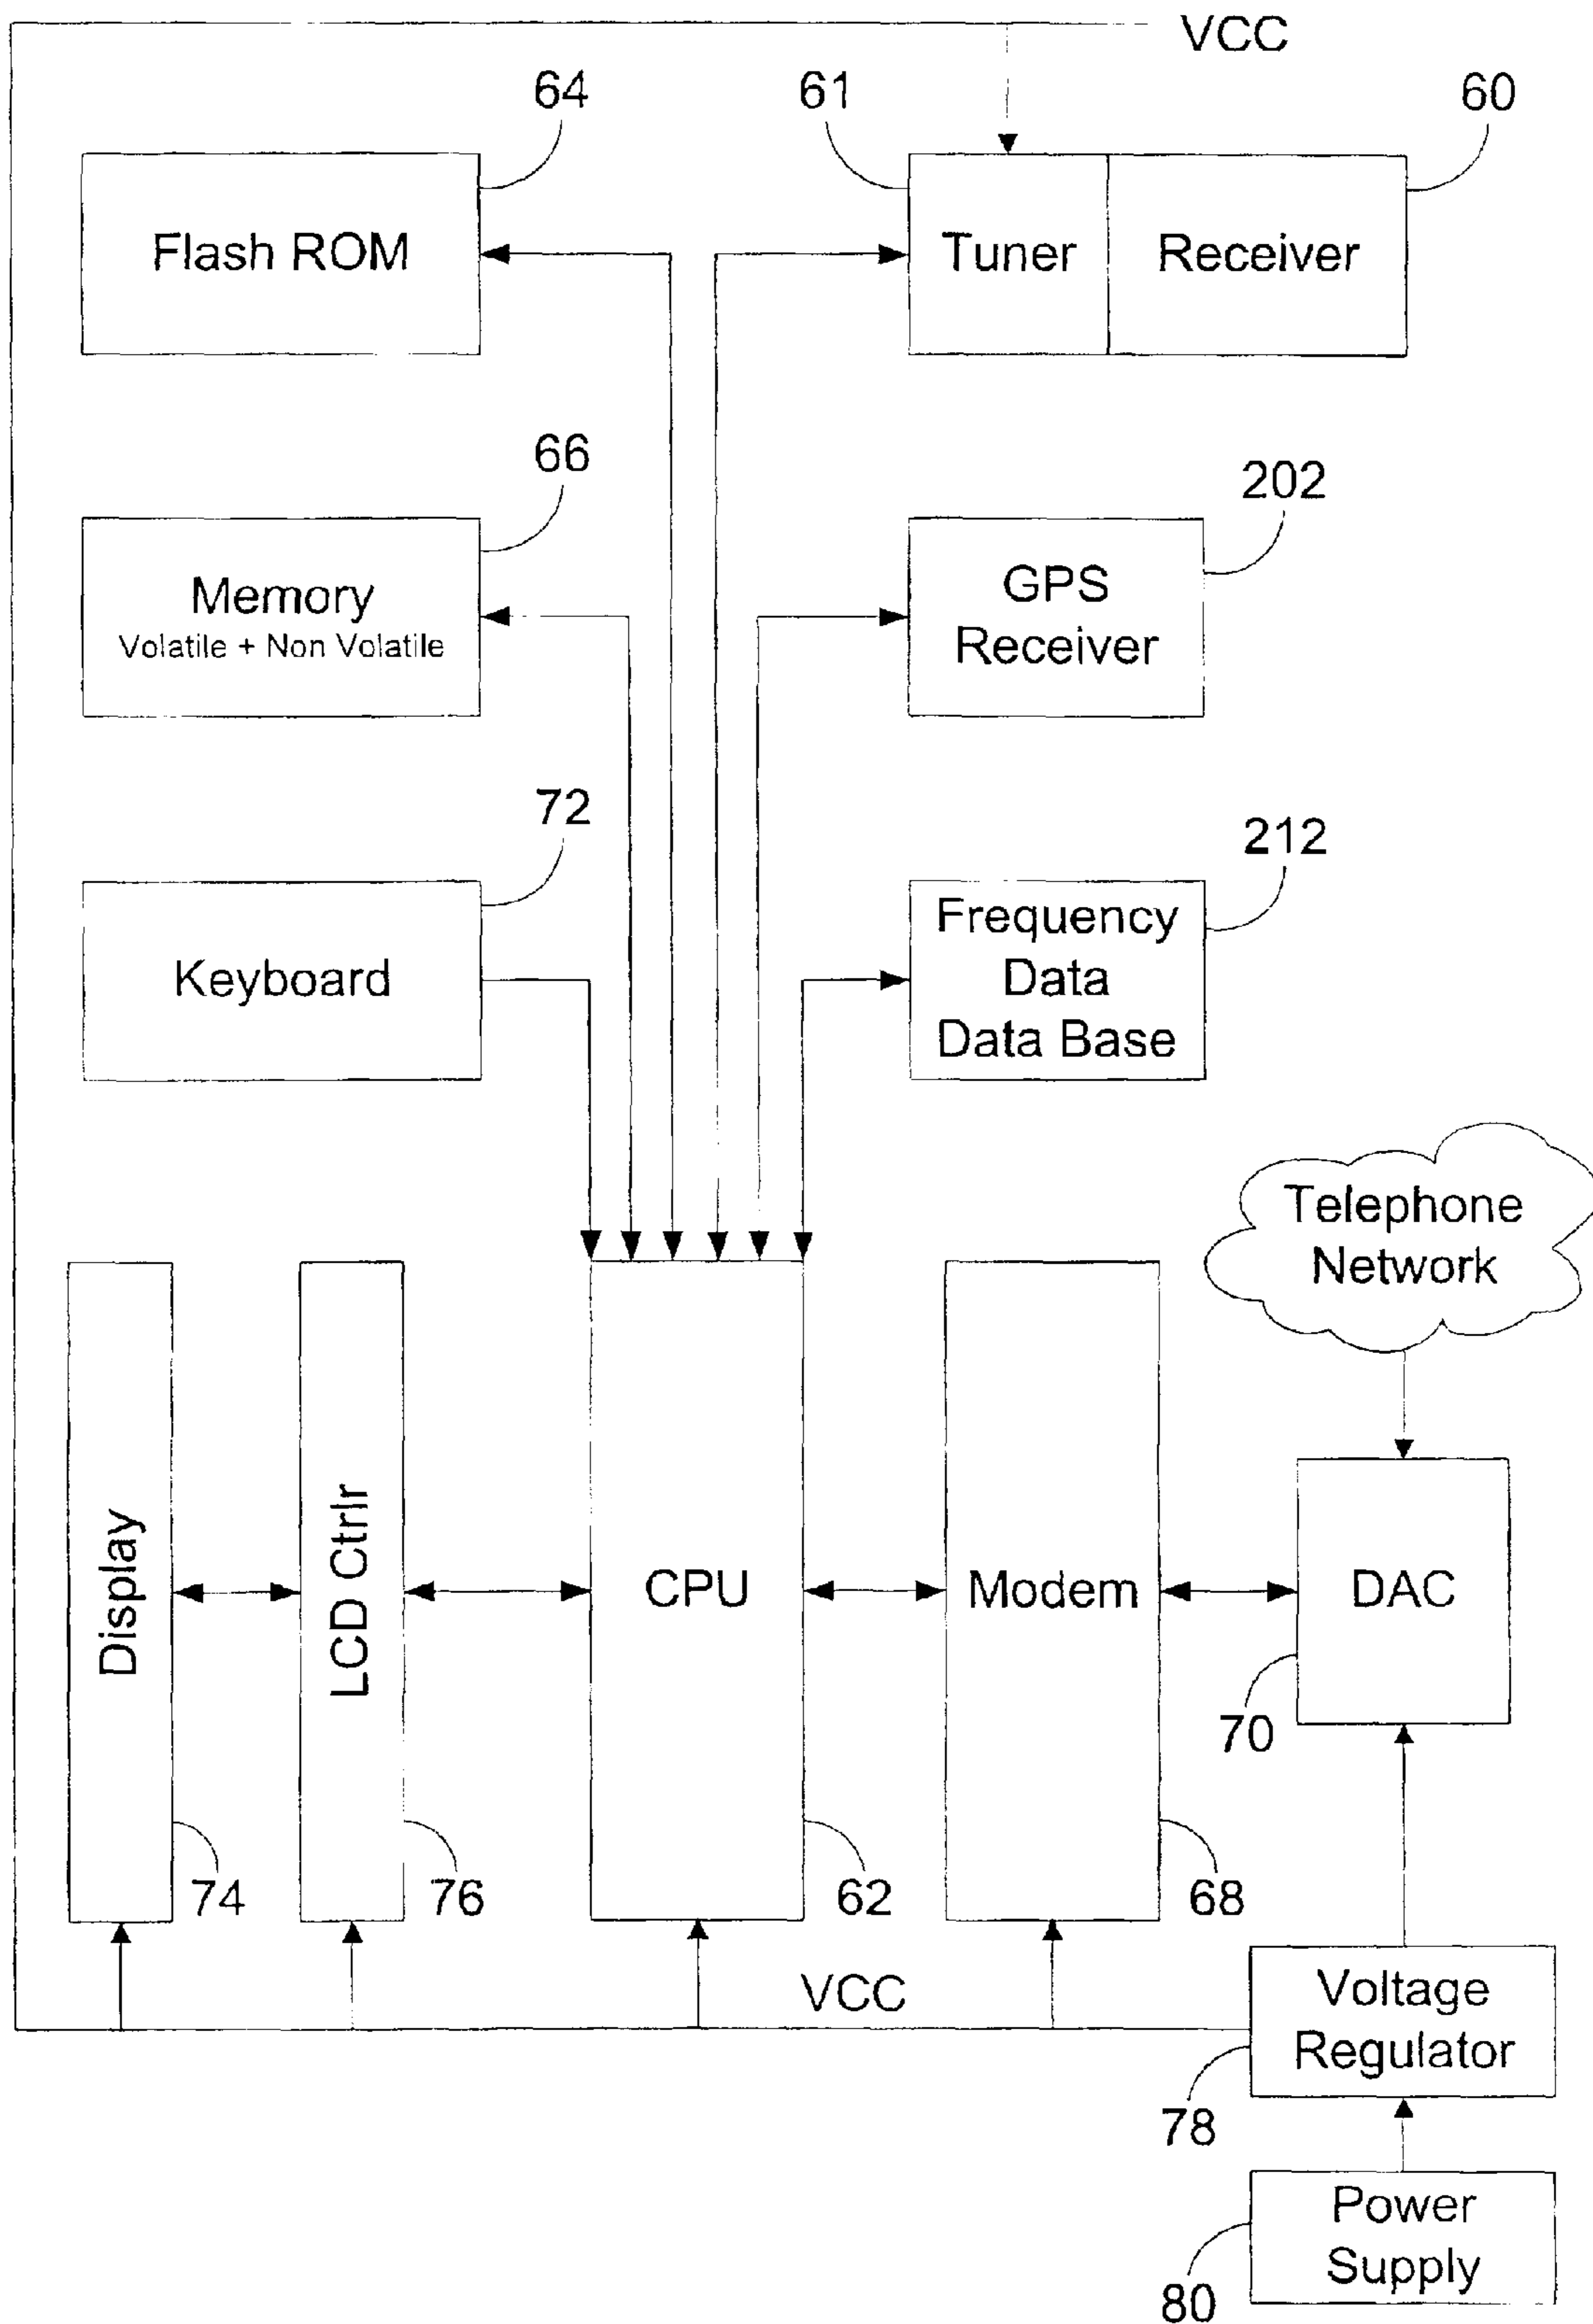 VCC
64
61
60
Flash ROM
Tuner
Receiver
66
202
Memory
Volatile + Non Volatile
GPS
Receiver
72
212
Keyboard
Frequency
Data
Data Base
Telephone
Network
Display
LCD Ctrlr
CPU
Modem
DAC
70
74
76
62
68
VCC
Voltage
Regulator
78
Power
Supply
80